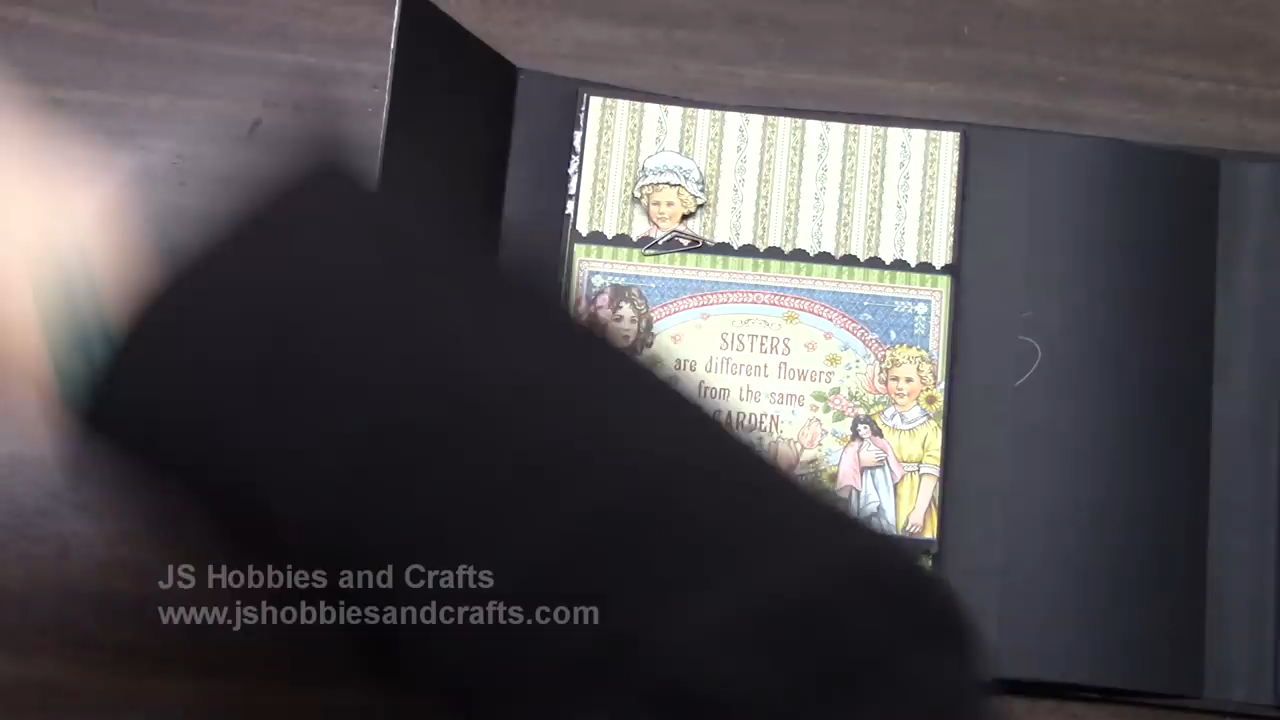 SISTERS
are different flowers
from the same
GARDEN.
JS Hobbies and Crafts
www.jshobbiesandcrafts.com